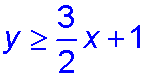 y ≥ 3/2 x + 1